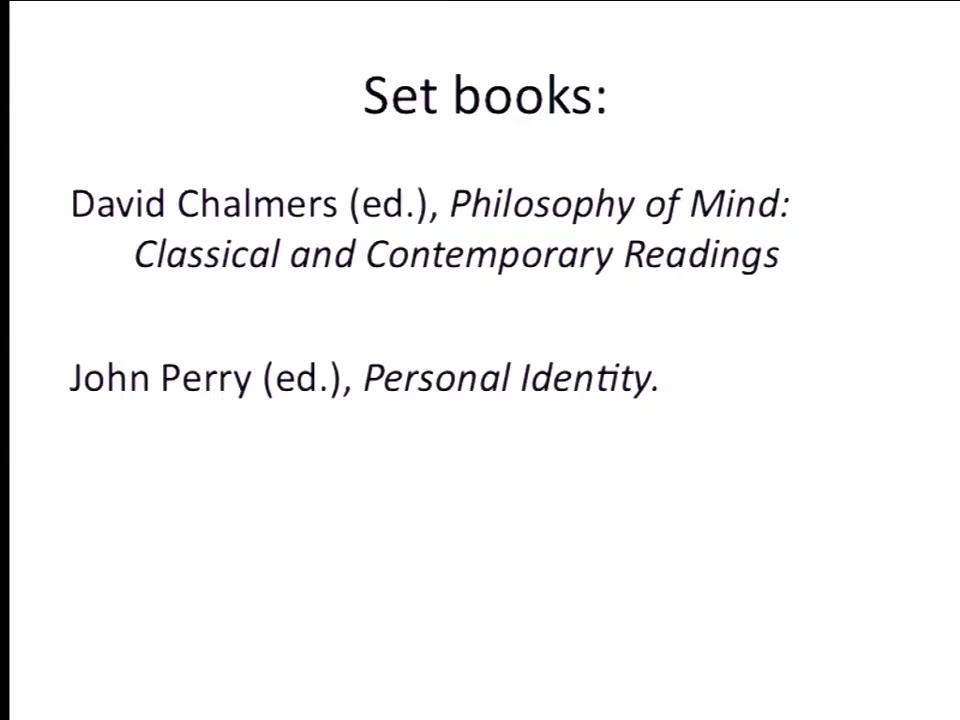 Set books:
David Chalmers (ed.), Philosophy of Mind:
Classical and Contemporary Readings
John Perry (ed.), Personal Identity.